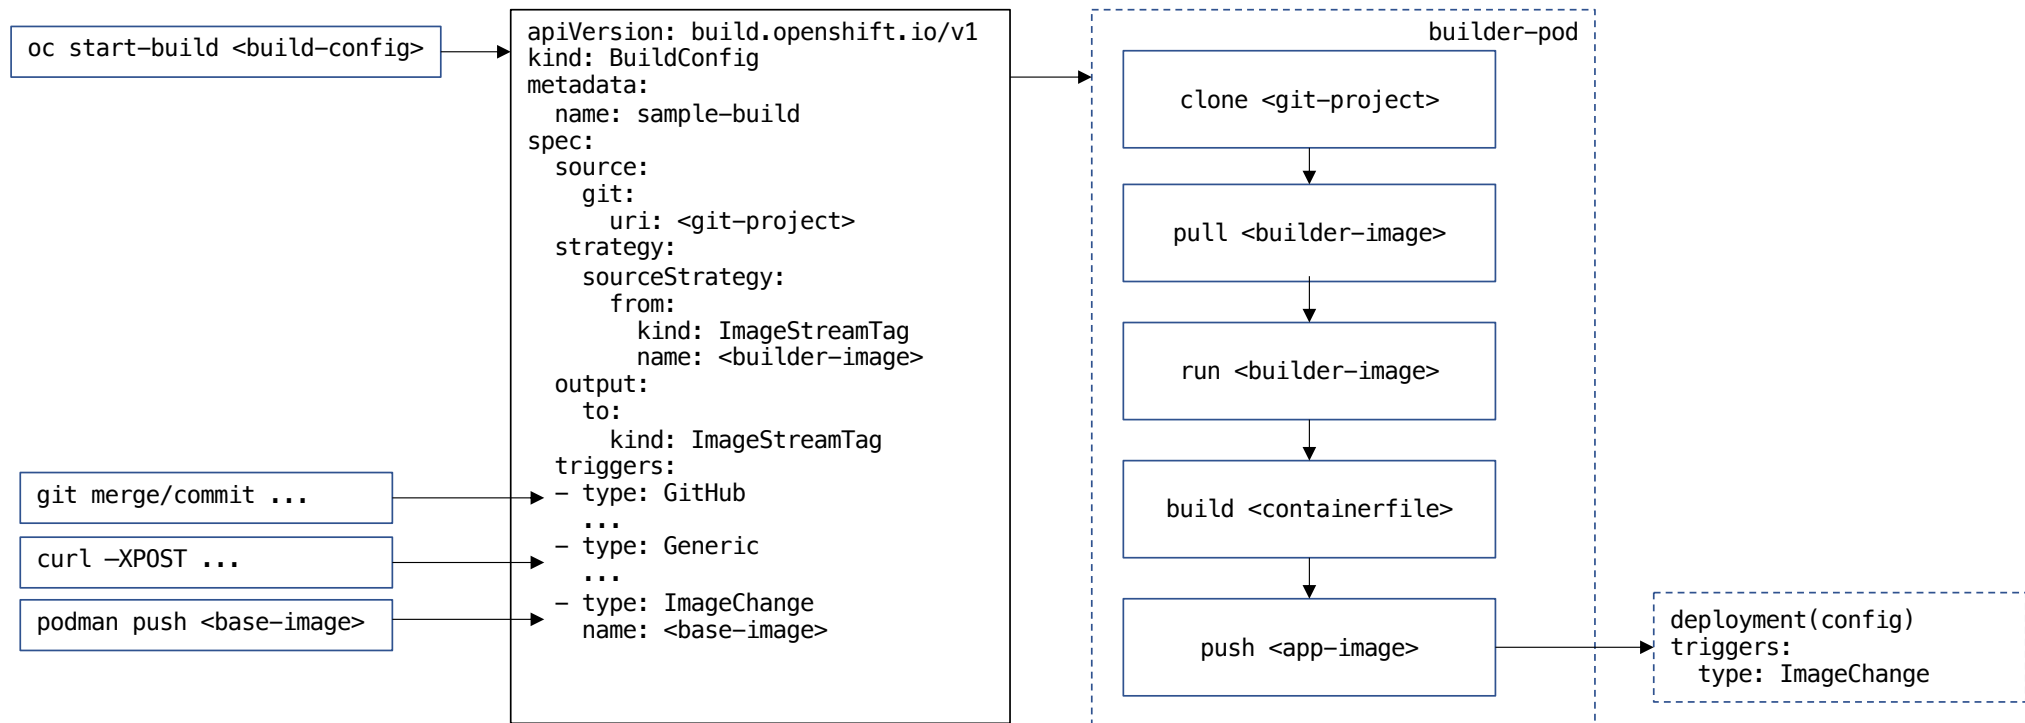 oc start-build <build-config>
git merge/commit ...
curl –XPOST ...
podman push <base-image>
apiVersion: build.openshift.io/v1
kind: BuildConfig
metadata:
  name: sample-build
spec:
  source:
    git:
      uri: <git-project>
  strategy:
    sourceStrategy:
      from:
        kind: ImageStreamTag
        name: <builder-image>
  output:
    to:
      kind: ImageStreamTag
  triggers:
  - type: GitHub
    ...
  - type: Generic
    ...
  - type: ImageChange
    name: <base-image>
builder-pod
clone <git-project>
pull <builder-image>
run <builder-image>
build <containerfile>
push <app-image>
deployment(config)
triggers:
  type: ImageChange